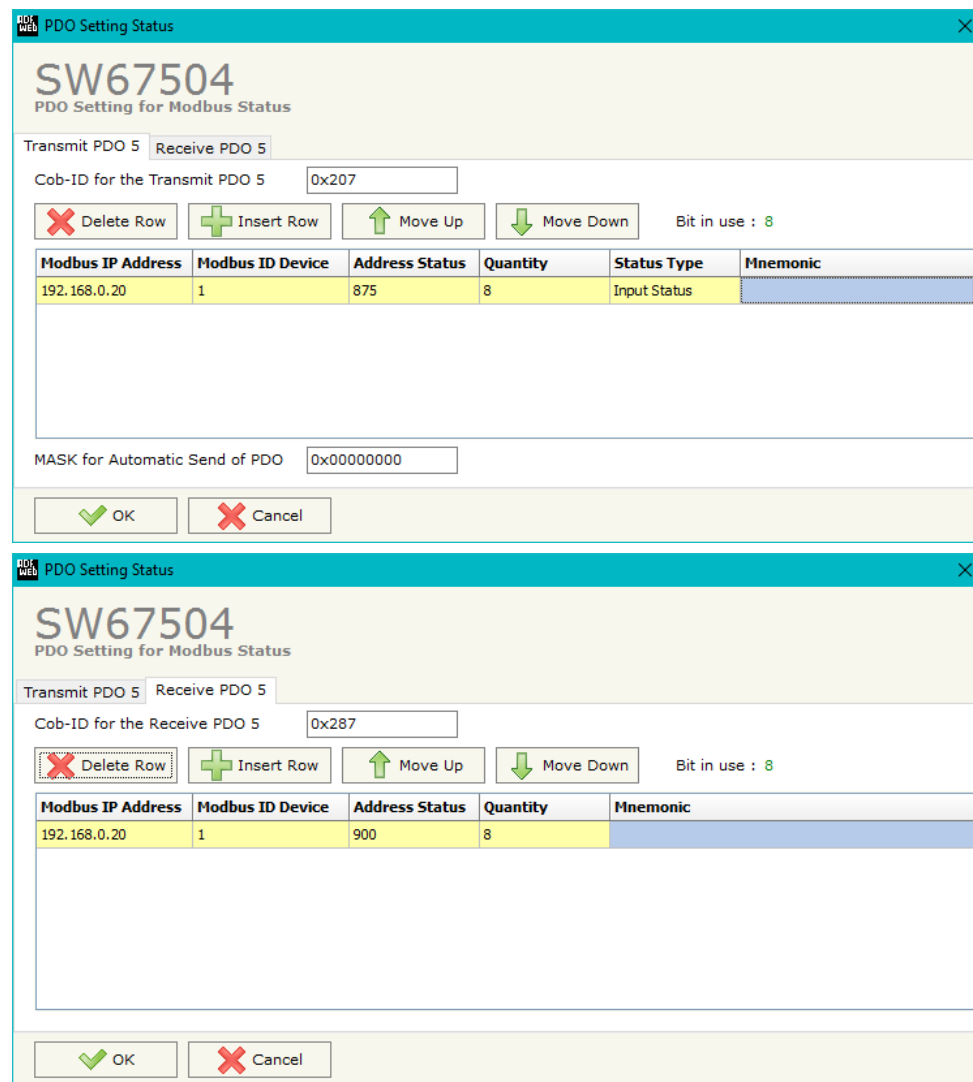 ADF WEB PDO Setting Status
SW67504
PDO Setting for Modbus Status
Transmit PDO 5 Receive PDO 5
Cob-ID for the Transmit PDO 5 0x207
Delete Row Insert Row Move Up Move Down Bit in use : 8
Modbus IP Address Modbus ID Device Address Status Quantity Status Type Mnemonic
192.168.0.20 1 875 8 Input Status
MASK for Automatic Send of PDO 0x00000000
OK Cancel
ADF WEB PDO Setting Status
SW67504
PDO Setting for Modbus Status
Transmit PDO 5 Receive PDO 5
Cob-ID for the Receive PDO 5 0x287
Delete Row Insert Row Move Up Move Down Bit in use : 8
Modbus IP Address Modbus ID Device Address Status Quantity Mnemonic
192.168.0.20 1 900 8
OK Cancel